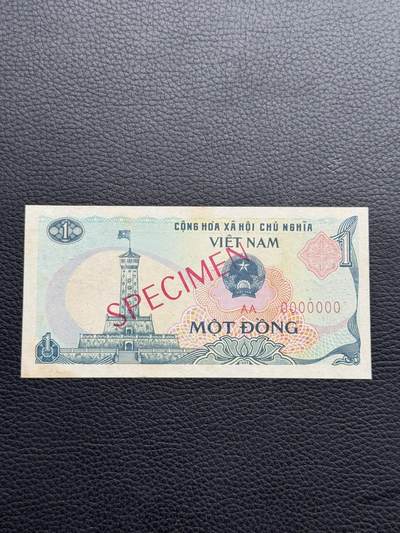 CỘNG HÒA XÃ HỘI CHỦ NGHĨA
VIỆT NAM
1
1
SPECIMEN
AA 0000000
MỘT ĐỒNG
1